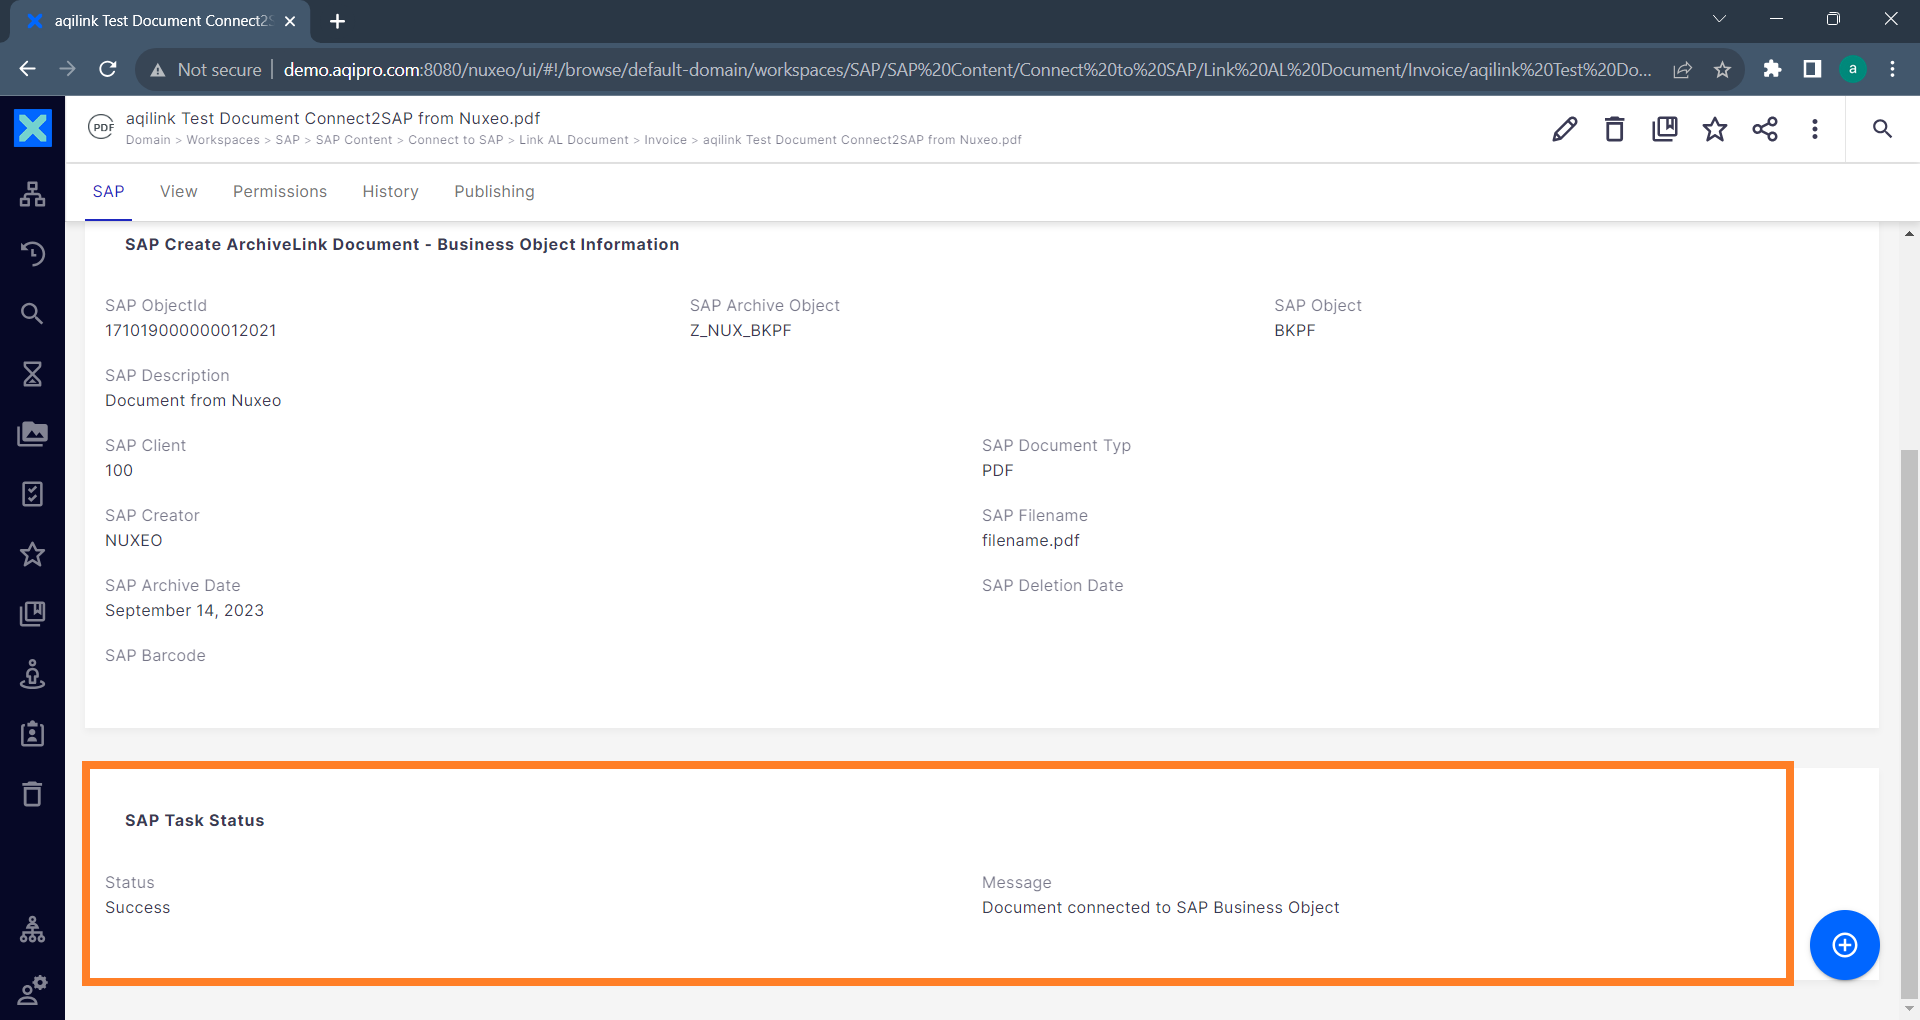 aqilink Test Document Connect2S
Not secure
demo.aqipro.com:8080/nuxeo/ui/#!/browse/default-domain/workspaces/SAP/SAP%20Content/Connect%20to%20SAP/Link%20AL%20Document/Invoice/aqilink%20Test%20Do...
a
PDF
aqilink Test Document Connect2SAP from Nuxeo.pdf
Domain > Workspaces > SAP > SAP Content > Connect to SAP > Link AL Document > Invoice > aqilink Test Document Connect2SAP from Nuxeo.pdf
SAP View Permissions History Publishing
SAP Create ArchiveLink Document - Business Object Information
SAP ObjectId SAP Archive Object SAP Object
171019000000012021 Z_NUX_BKPF BKPF
SAP Description
Document from Nuxeo
SAP Client SAP Document Typ
100 PDF
SAP Creator SAP Filename
NUXEO filename.pdf
SAP Archive Date SAP Deletion Date
September 14, 2023
SAP Barcode
SAP Task Status
Status Message
Success Document connected to SAP Business Object